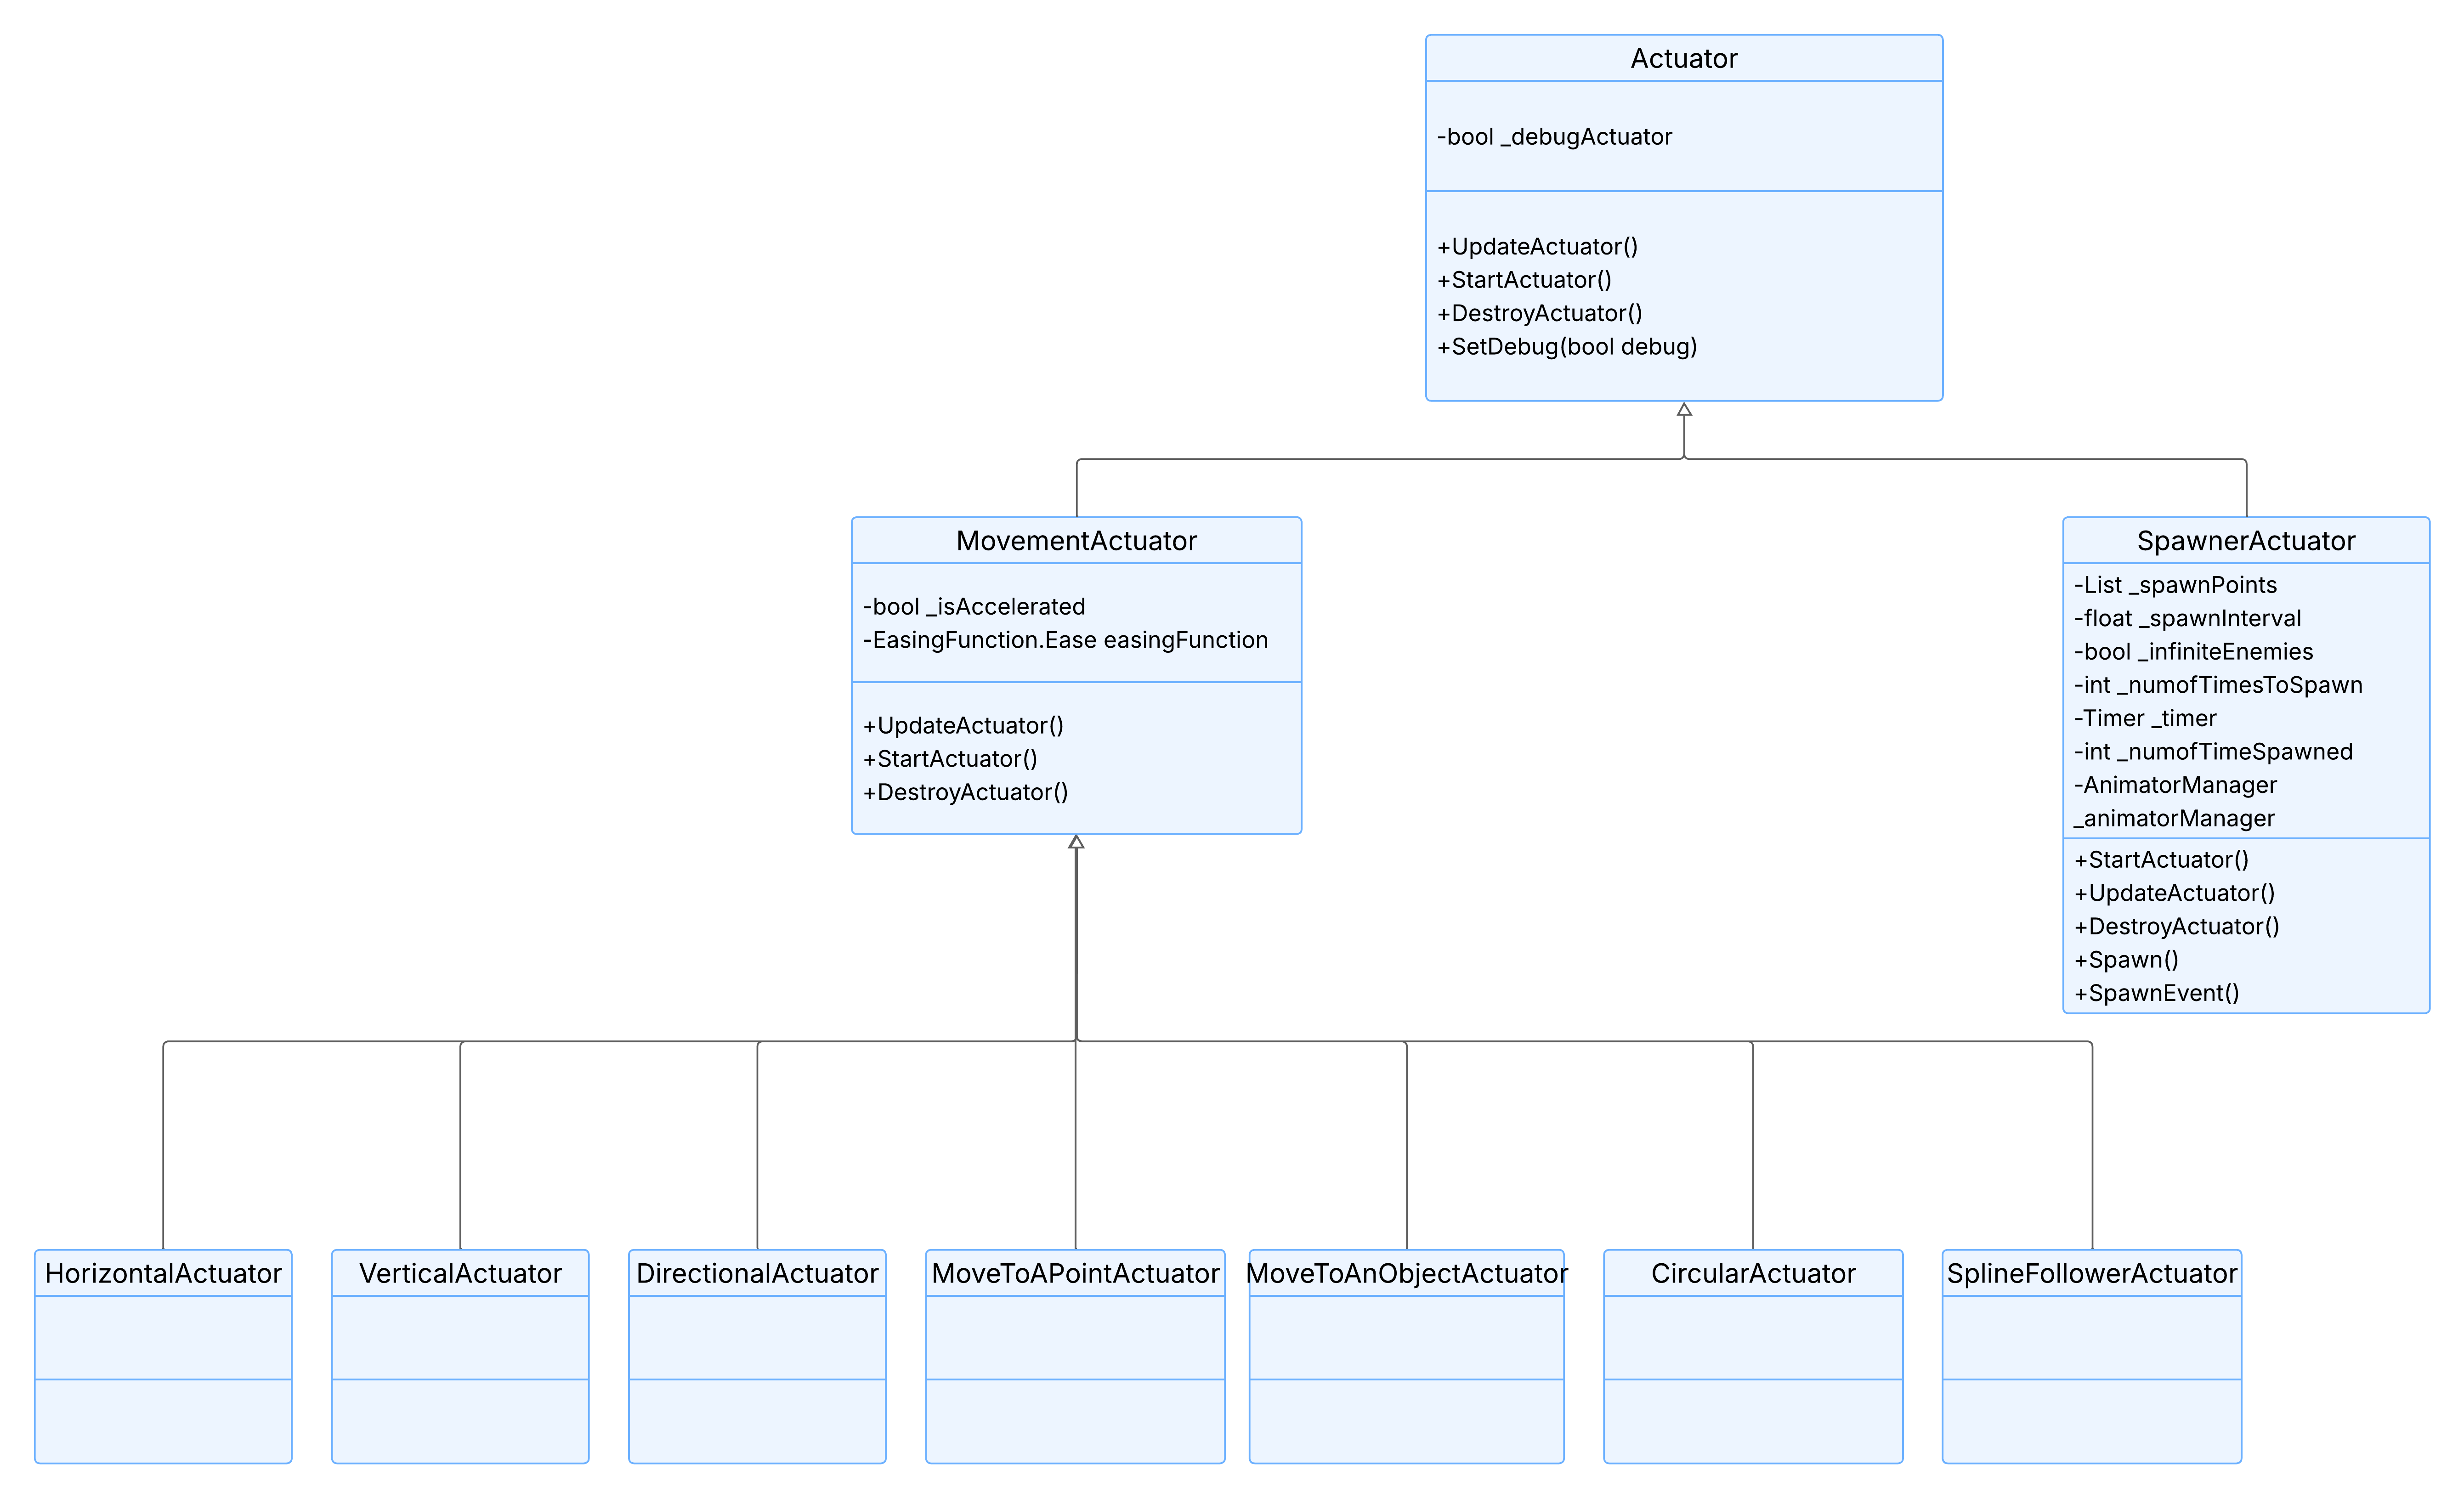 Actuator
-bool _debugActuator
+UpdateActuator()
+StartActuator()
+DestroyActuator()
+SetDebug(bool debug)
MovementActuator
-bool _isAccelerated
-EasingFunction.Ease easingFunction
+UpdateActuator()
+StartActuator()
+DestroyActuator()
SpawnerActuator
-List _spawnPoints
-float _spawnInterval
-bool _infiniteEnemies
-int _numofTimesToSpawn
-Timer _timer
-int _numofTimeSpawned
-AnimatorManager
_animatorManager
+StartActuator()
+UpdateActuator()
+DestroyActuator()
+Spawn()
+SpawnEvent()
HorizontalActuator
VerticalActuator
DirectionalActuator
MoveToAPointActuator
MoveToAnObjectActuator
CircularActuator
SplineFollowerActuator